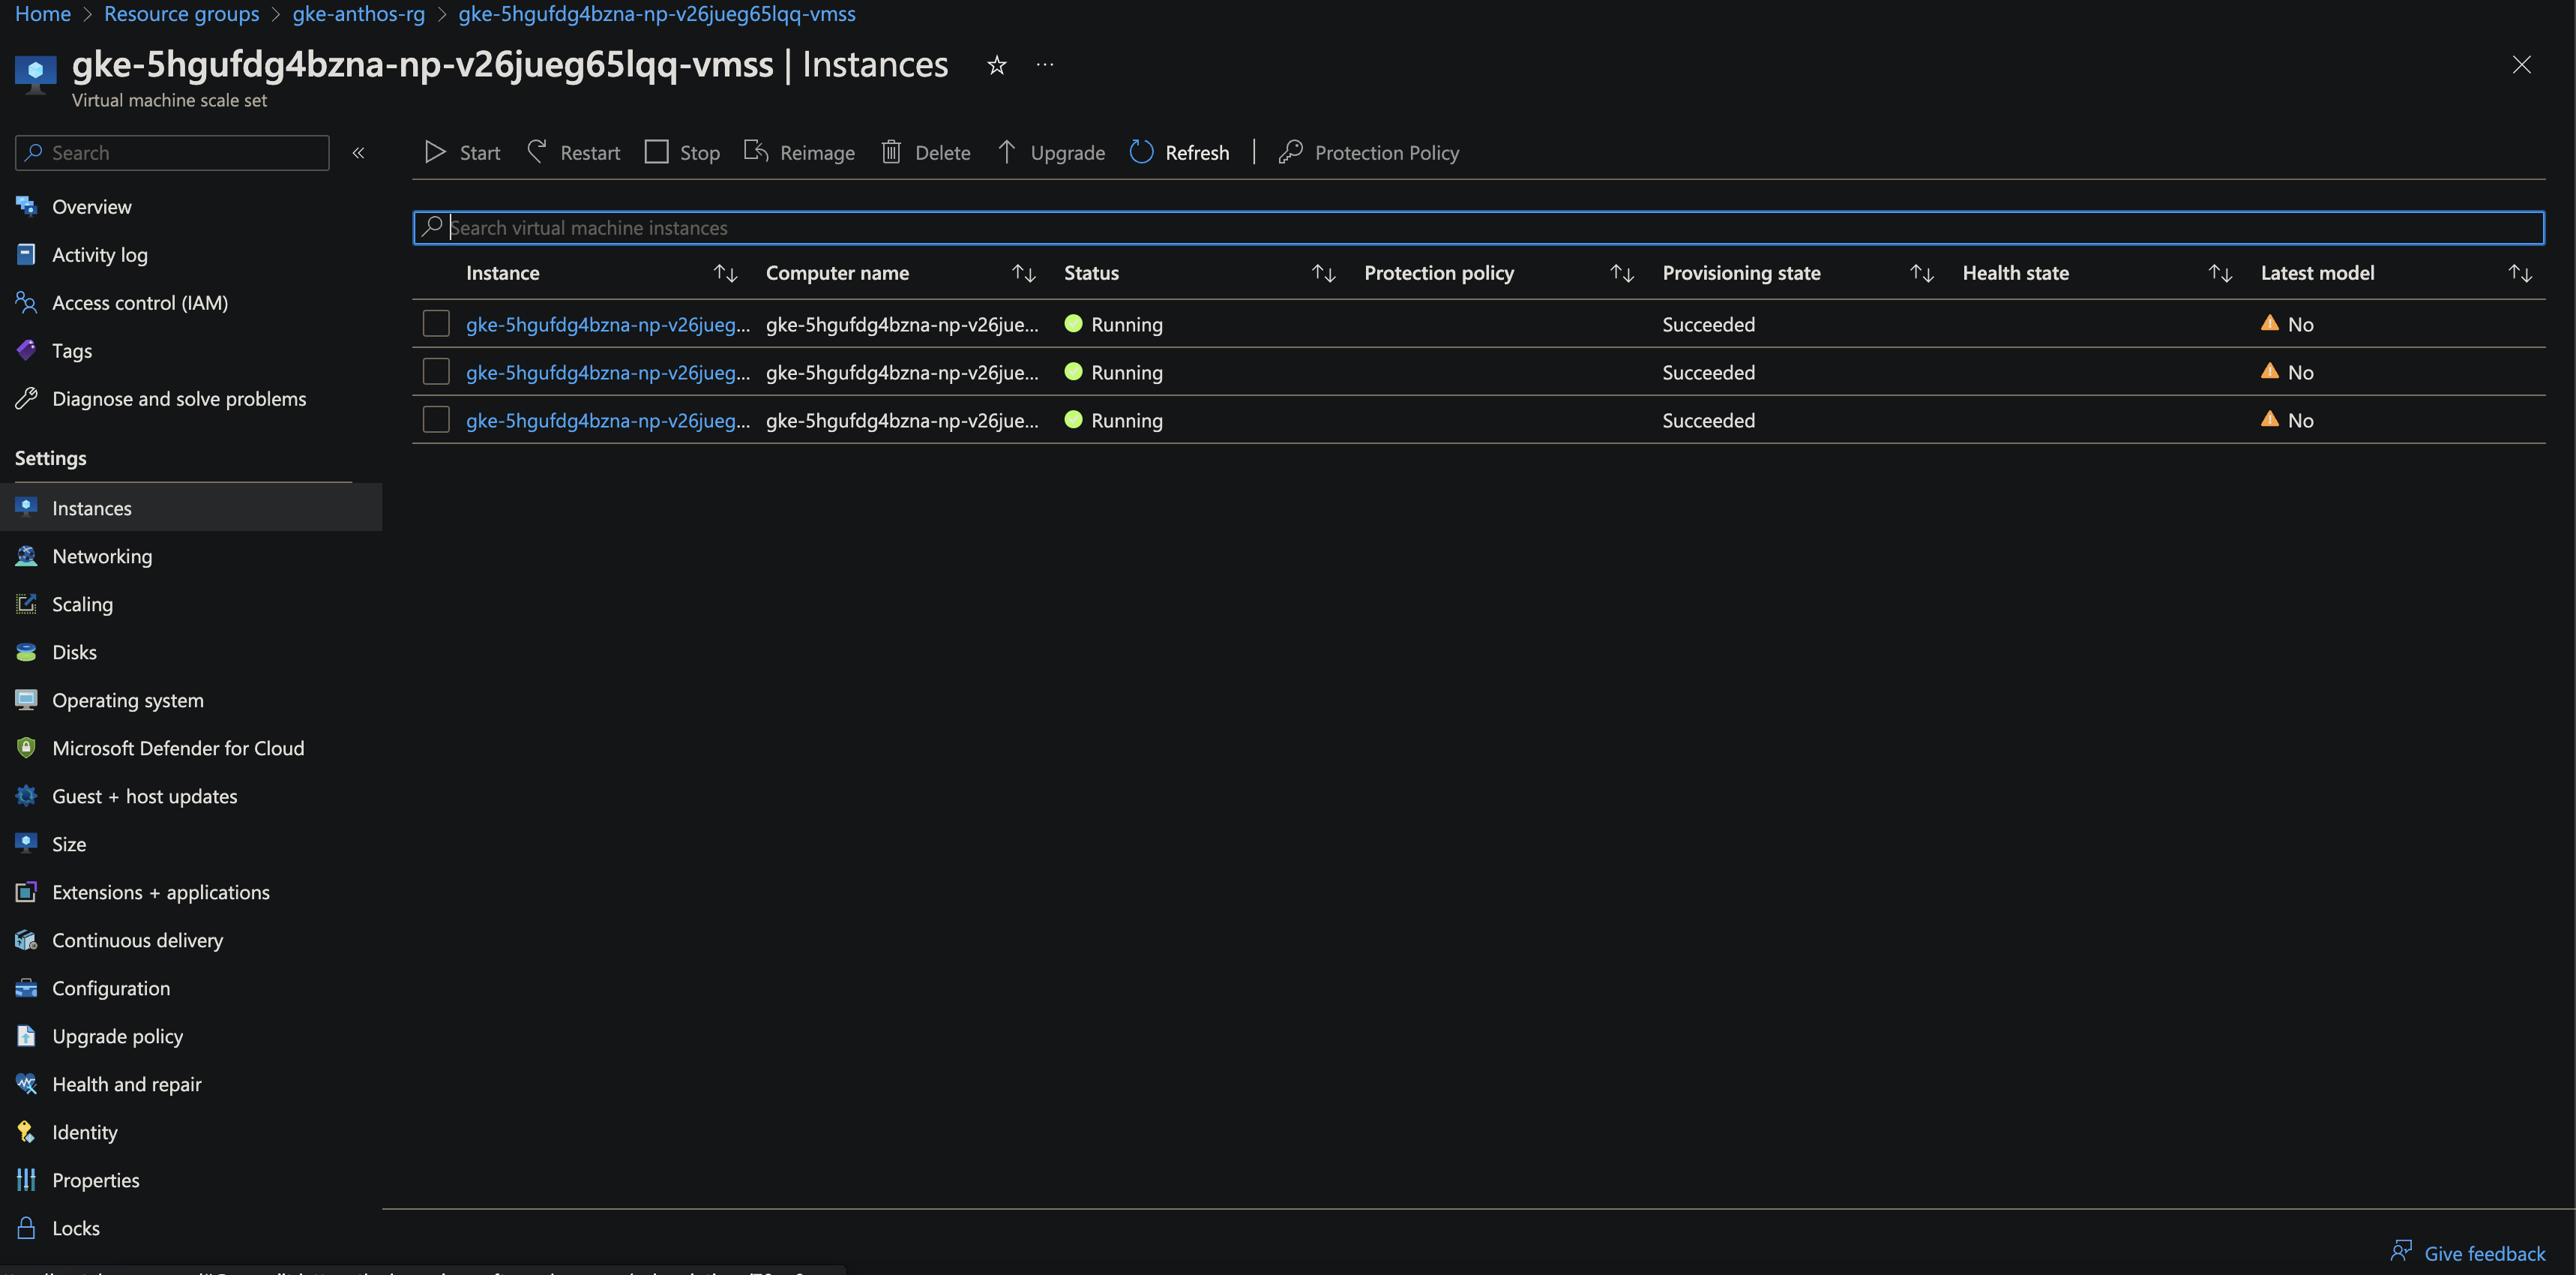 Home > Resource groups > gke-anthos-rg > gke-5hgufdg4bzna-np-v26jueg65lqq-vmss
gke-5hgufdg4bzna-np-v26jueg65lqq-vmss | Instances
Virtual machine scale set
Search
Start Restart Stop Reimage Delete Upgrade Refresh Protection Policy
Search virtual machine instances
Instance Computer name Status Protection policy Provisioning state Health state Latest model
gke-5hgufdg4bzna-np-v26jueg... gke-5hgufdg4bzna-np-v26jue... Running Succeeded No
gke-5hgufdg4bzna-np-v26jueg... gke-5hgufdg4bzna-np-v26jue... Running Succeeded No
gke-5hgufdg4bzna-np-v26jueg... gke-5hgufdg4bzna-np-v26jue... Running Succeeded No
Overview
Activity log
Access control (IAM)
Tags
Diagnose and solve problems
Settings
Instances
Networking
Scaling
Disks
Operating system
Microsoft Defender for Cloud
Guest + host updates
Size
Extensions + applications
Continuous delivery
Configuration
Upgrade policy
Health and repair
Identity
Properties
Locks
Give feedback